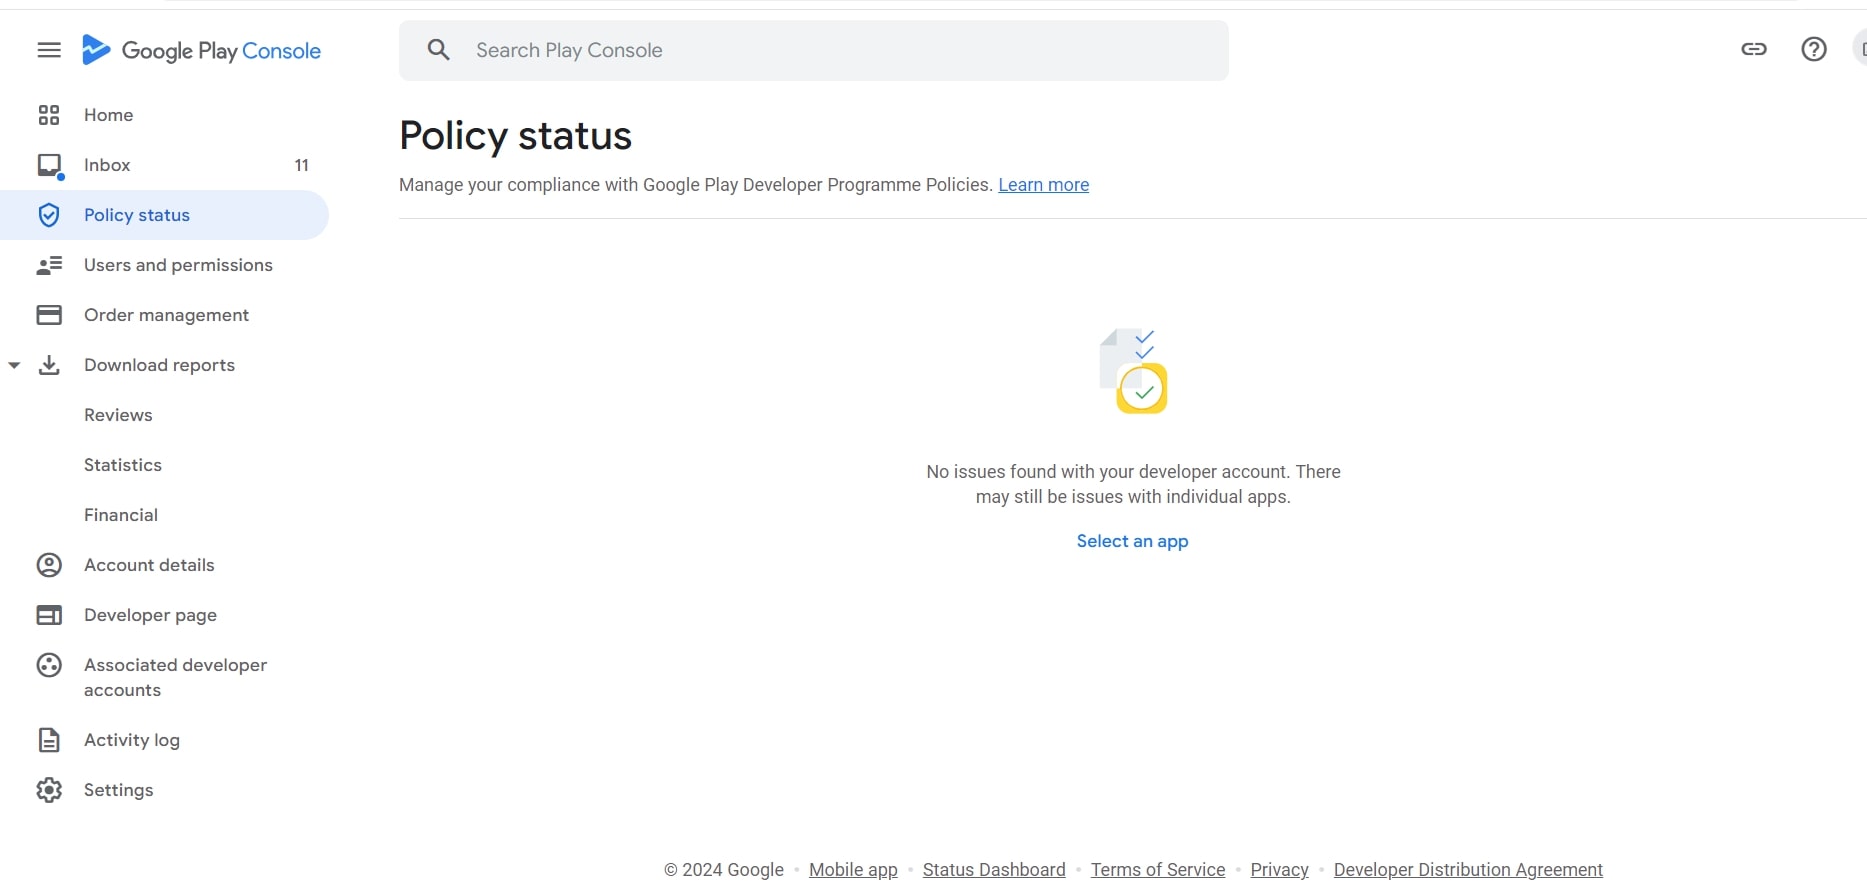 Google Play Console
Search Play Console
Home
Inbox 11
Policy status
Users and permissions
Order management
Download reports
Reviews
Statistics
Financial
Account details
Developer page
Associated developer
accounts
Activity log
Settings
Policy status
Manage your compliance with Google Play Developer Programme Policies. Learn more
No issues found with your developer account. There
may still be issues with individual apps.
Select an app
© 2024 Google • Mobile app • Status Dashboard • Terms of Service • Privacy • Developer Distribution Agreement